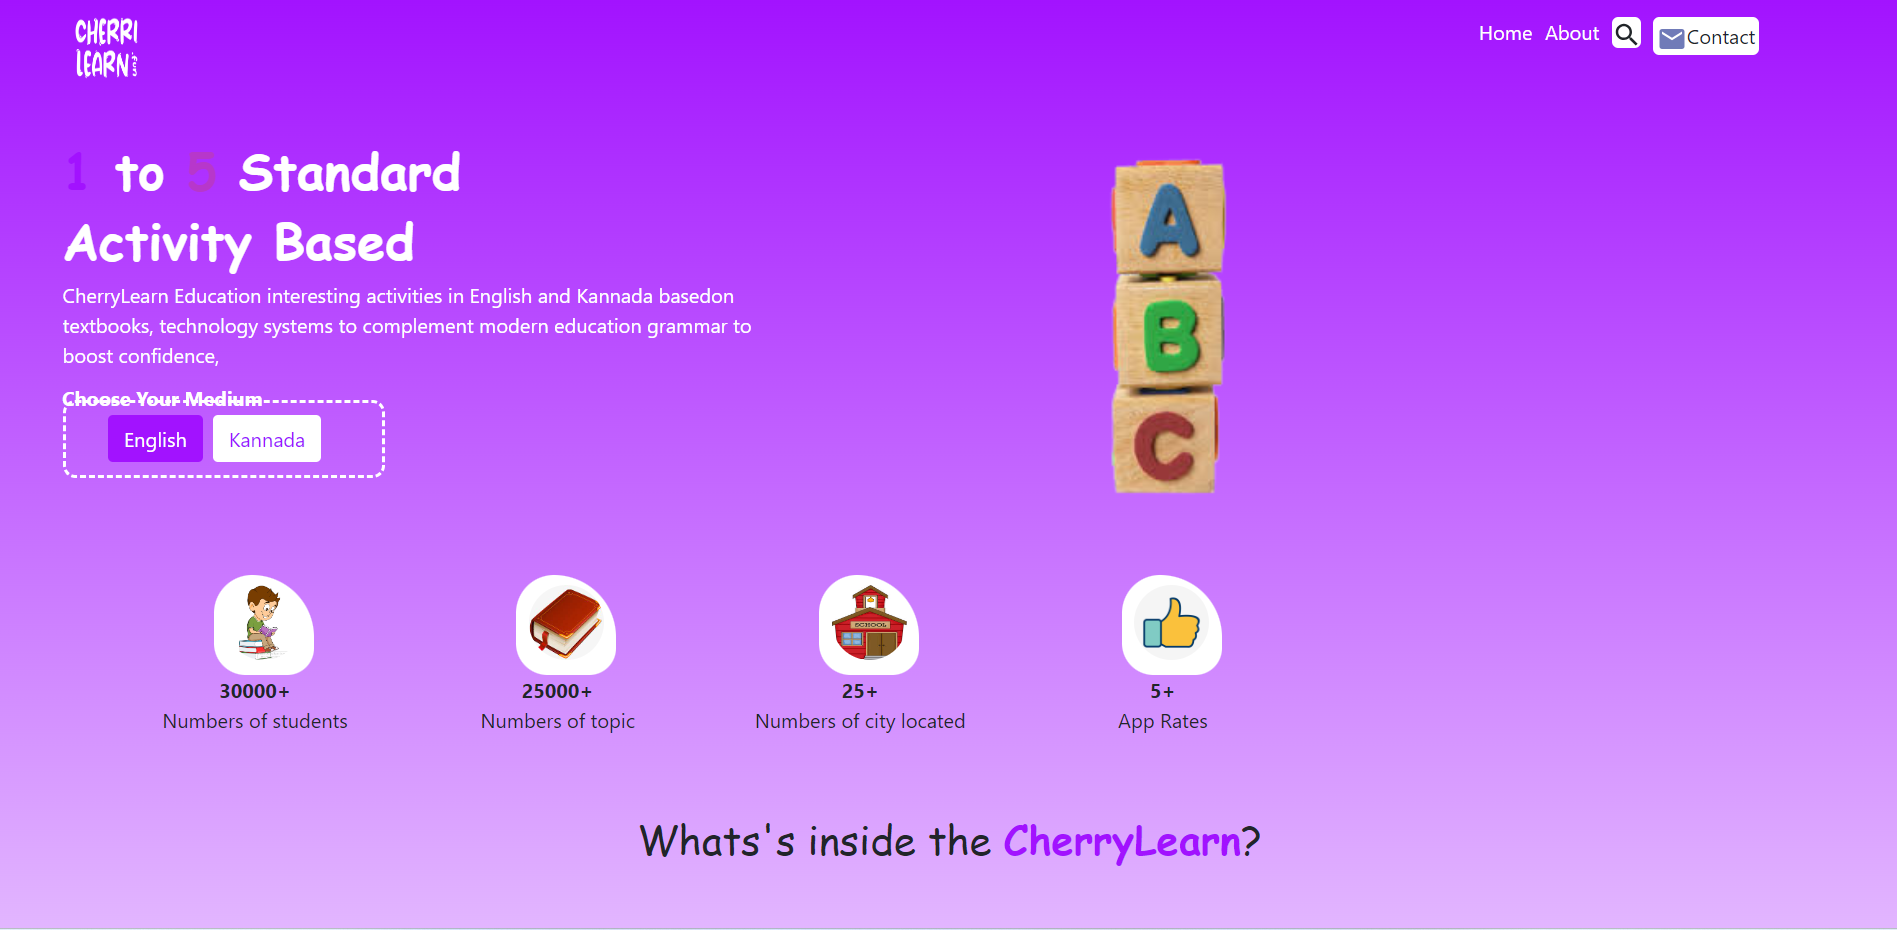 CHERRI
LEARN.fun
Home About Contact
1 to 5 Standard
Activity Based
CherryLearn Education interesting activities in English and Kannada basedon
textbooks, technology systems to complement modern education grammar to
boost confidence,
Choose Your Medium
English Kannada
A
B
C
SCHOOL
30000+ 25000+ 25+ 5+
Numbers of students Numbers of topic Numbers of city located App Rates
Whats's inside the CherryLearn?